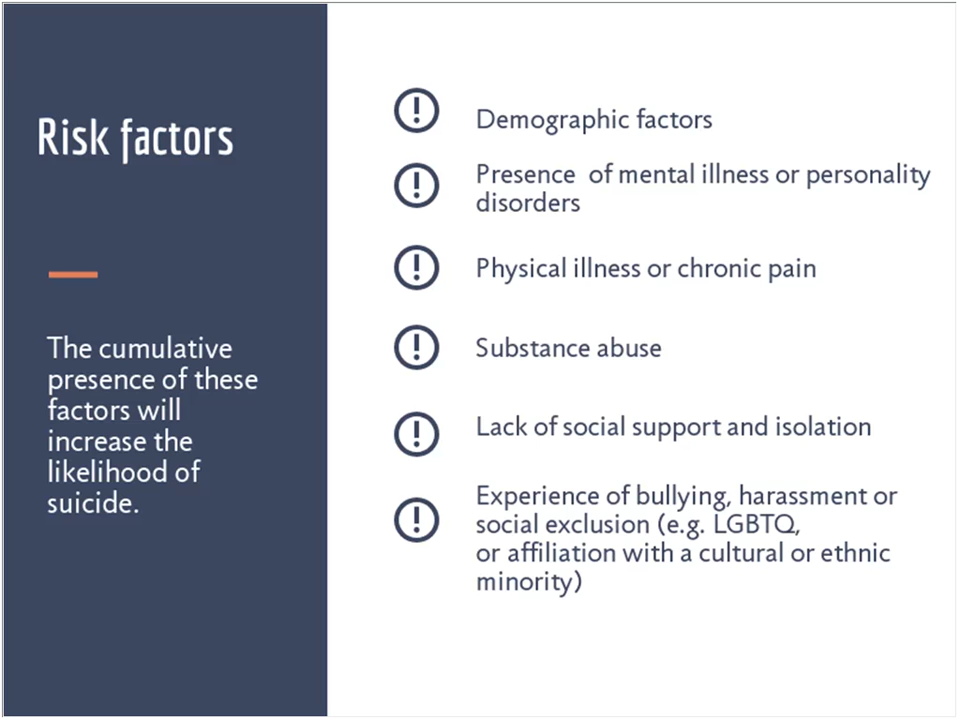 Risk factors
The cumulative
presence of these
factors will
increase the
likelihood of
suicide.
Demographic factors
Presence  of mental illness or personality
disorders
Physical illness or chronic pain
Substance abuse
Lack of social support and isolation
Experience of bullying, harassment or
social exclusion (e.g. LGBTQ,
or affiliation with a cultural or ethnic
minority)